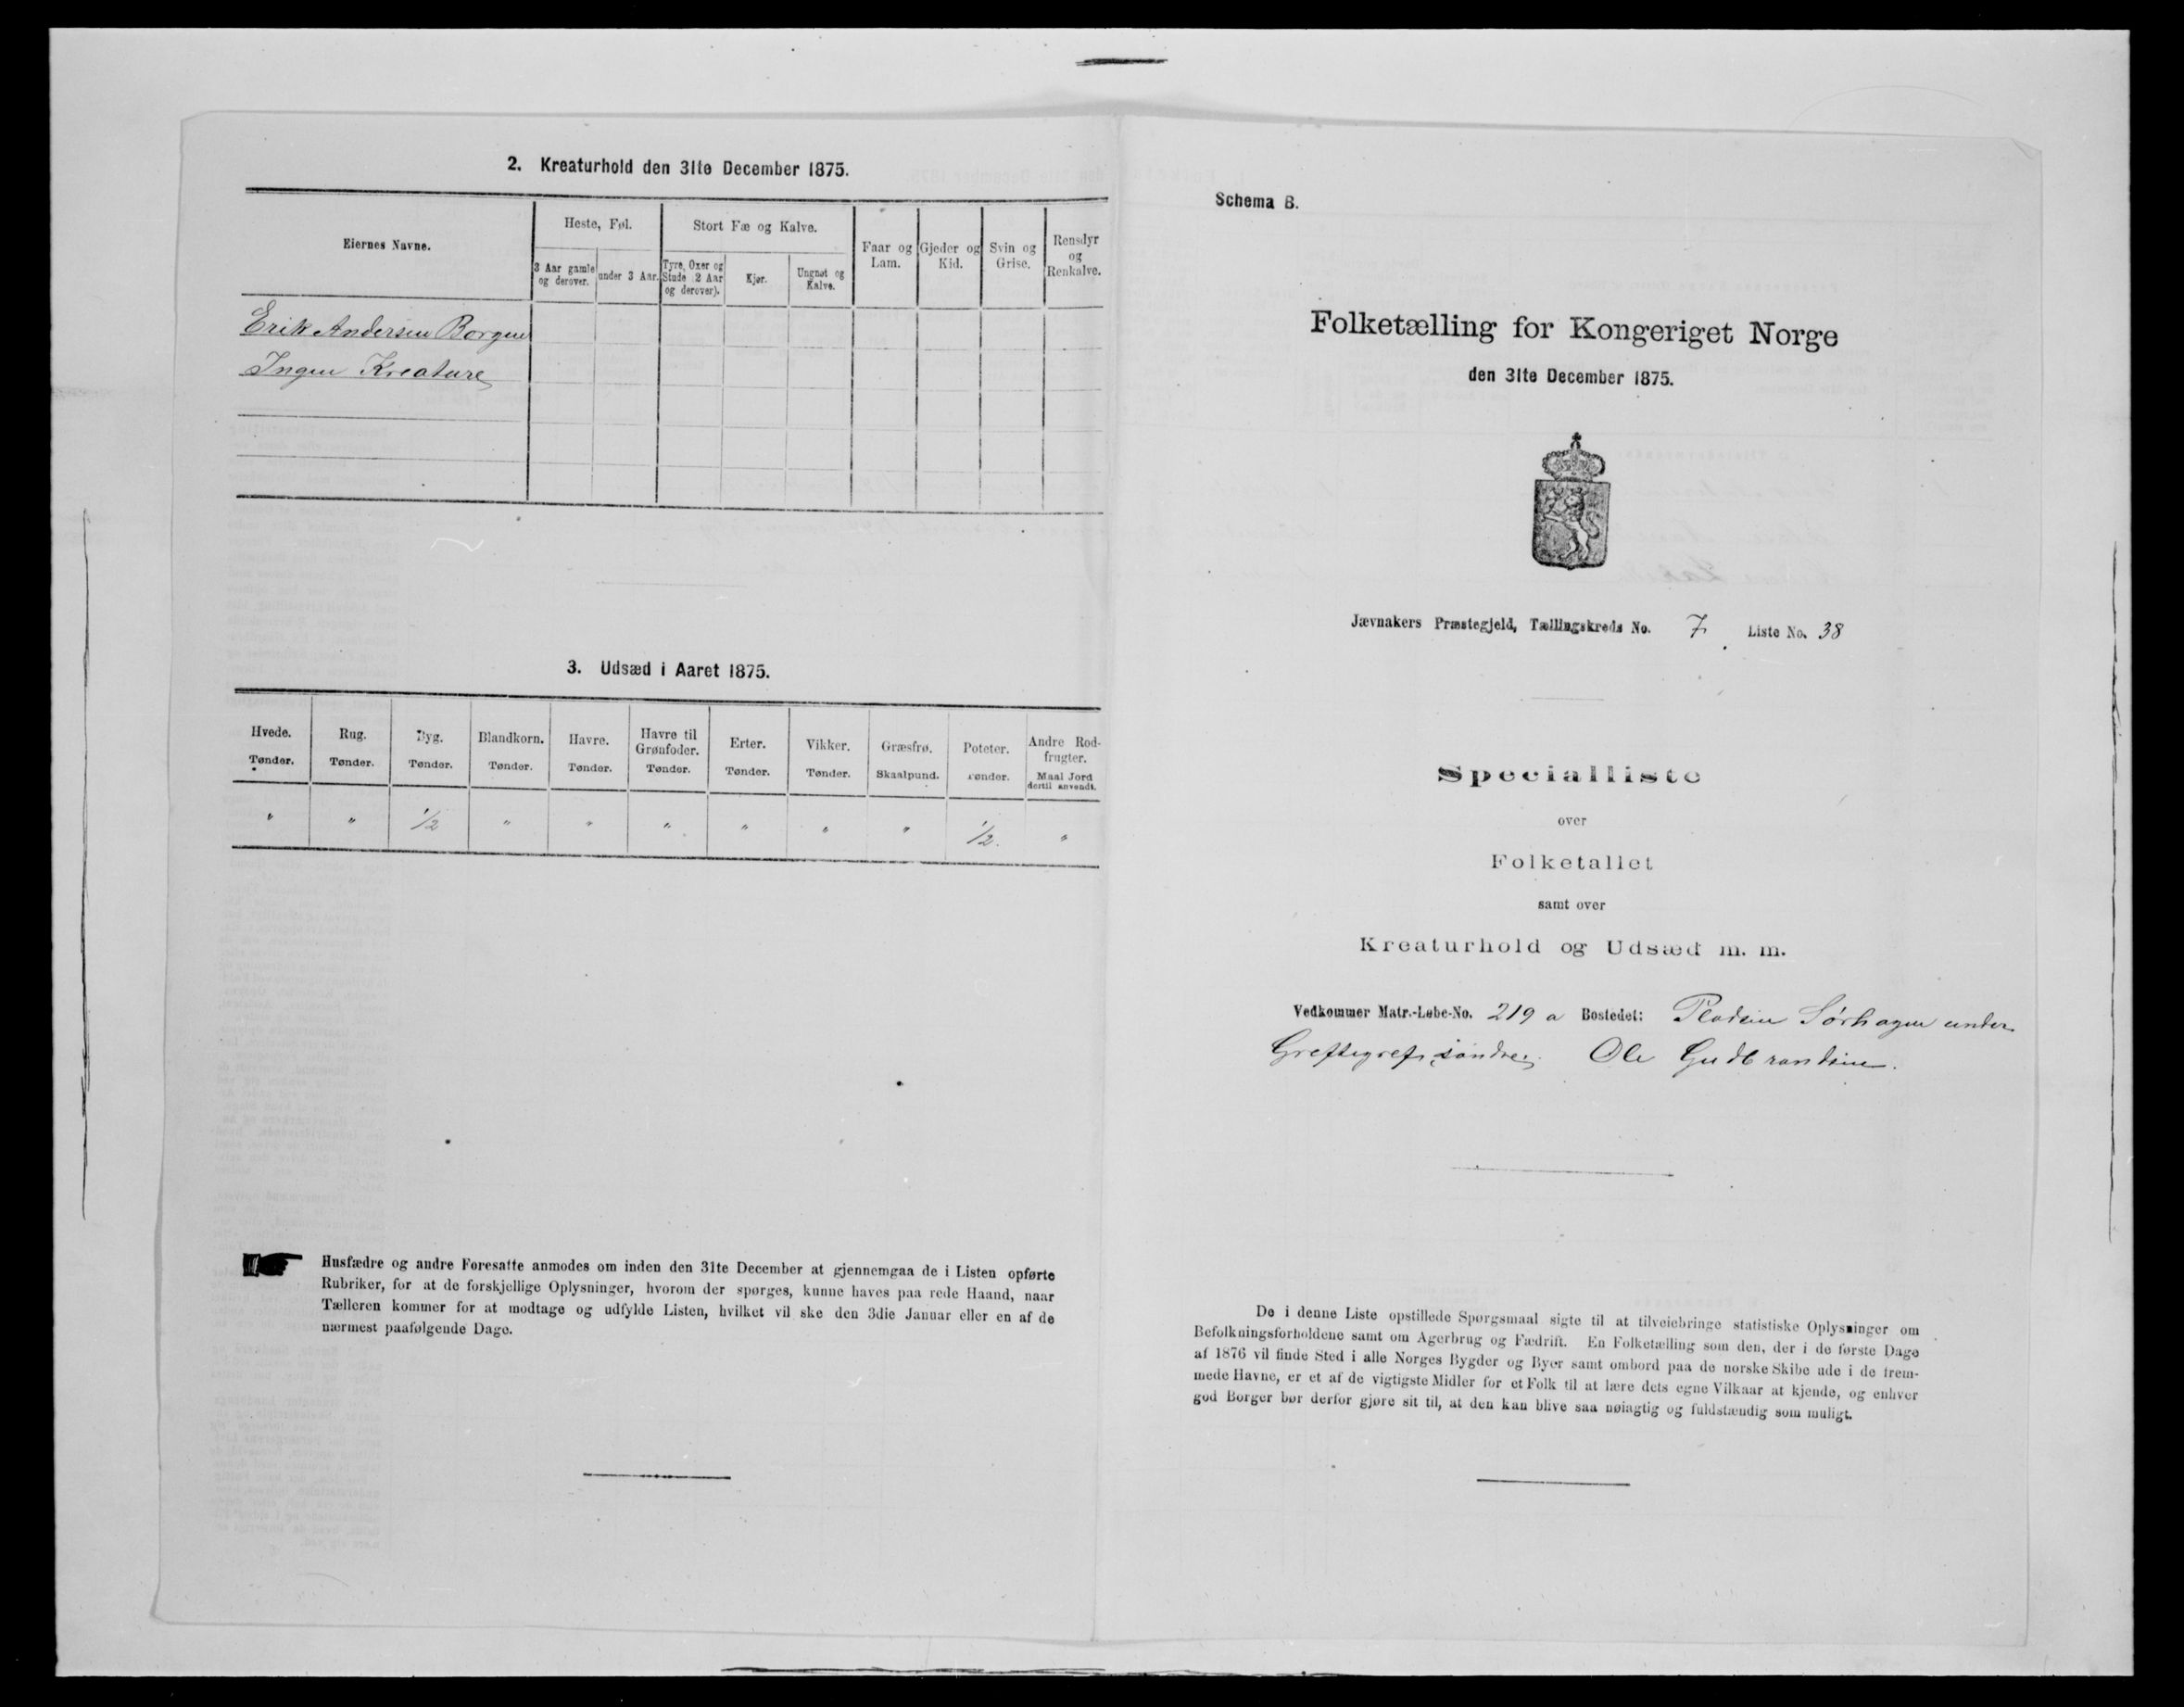 2. Kreaturhold den 31te December 1875.
Eiernes Navne.
Heste, Føl.
Stort Fæ og Kalve.
Faar og Lam.
Gjeder og Kid.
Svin og Grise.
Rensdyr og Renkalve.
3 Aar gamle og derover.
under 3 Aar.
Tyre, Oxer og Stude (2 Aar og derover).
Kjør.
Ungnøt og Kalve.
Erik Andersen Borgen
Ingen Kreature
3. Udsæd i Aaret 1875.
Hvede. Rug. Byg. Blandkorn. Havre. Havre til Grønfoder. Erter. Vikker. Græsfrø. Poteter. Andre Rodfrugter.
Tønder. Tønder. Tønder. Tønder. Tønder. Tønder. Tønder. Tønder. Skaalpund. Tønder. Maal Jord dertil anvendt.
" " 1/2 " " " " " " 1/2. "
Husfædre og andre Foresatte anmodes om inden den 31te December at gjennemgaa de i Listen opførte
Rubriker, for at de forskjellige Oplysninger, hvorom der spørges, kunne haves paa rede Haand, naar
Tælleren kommer for at modtage og udfylde Listen, hvilket vil ske den 3die Januar eller en af de
nærmest paafølgende Dage.
Schema B.
Folketælling for Kongeriget Norge
den 31te December 1875.
Jævnakers Præstegjeld, Tællingskreds No. 7. Liste No. 38
Specialliste
over
Folketallet
samt over
Kreaturhold og Udsæd m. m.
Vedkommer Matr.-Løbe-No. 219 a Bostedet: Pladsen Sørhagen under
Greftegref søndre, Ole Gudbrandsen.
De i denne Liste opstillede Spørgsmaal sigte til at tilveiebringe statistiske Oplysninger om
Befolkningsforholdene samt om Agerbrug og Fædrift. En Folketælling som den, der i de første Dage
af 1876 vil finde Sted i alle Norges Bygder og Byer samt ombord paa de norske Skibe ude i de frem-
mede Havne, er et af de vigtigste Midler for et Folk til at lære dets egne Vilkaar at kjende, og enhver
god Borger bør derfor gjøre sit til, at den kan blive saa nøiagtig og fuldstændig som muligt.